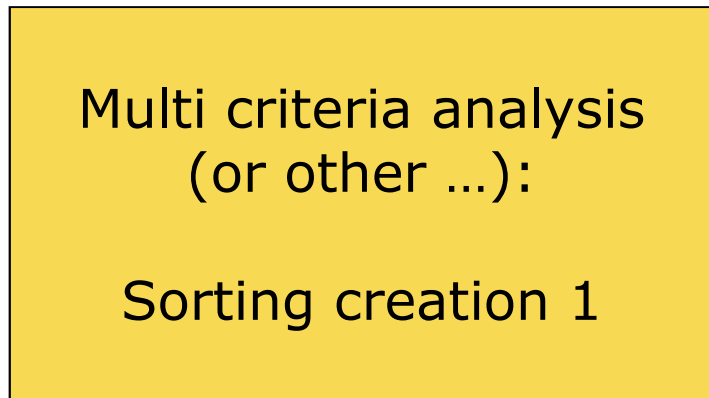 Multi criteria analysis
(or other …):
Sorting creation 1